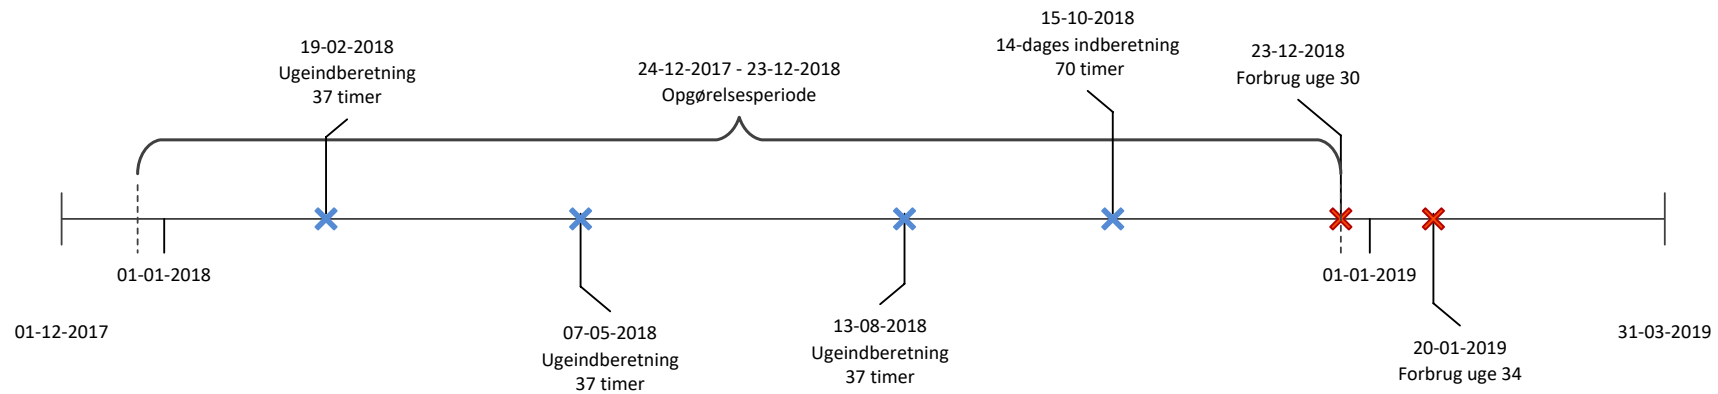 15-10-2018
14-dages indberetning
70 timer
19-02-2018
Ugeindberetning
37 timer
24-12-2017 - 23-12-2018
Opgørelsesperiode
23-12-2018
Forbrug uge 30
01-01-2018
01-01-2019
01-12-2017
07-05-2018
Ugeindberetning
37 timer
13-08-2018
Ugeindberetning
37 timer
20-01-2019
Forbrug uge 34
31-03-2019